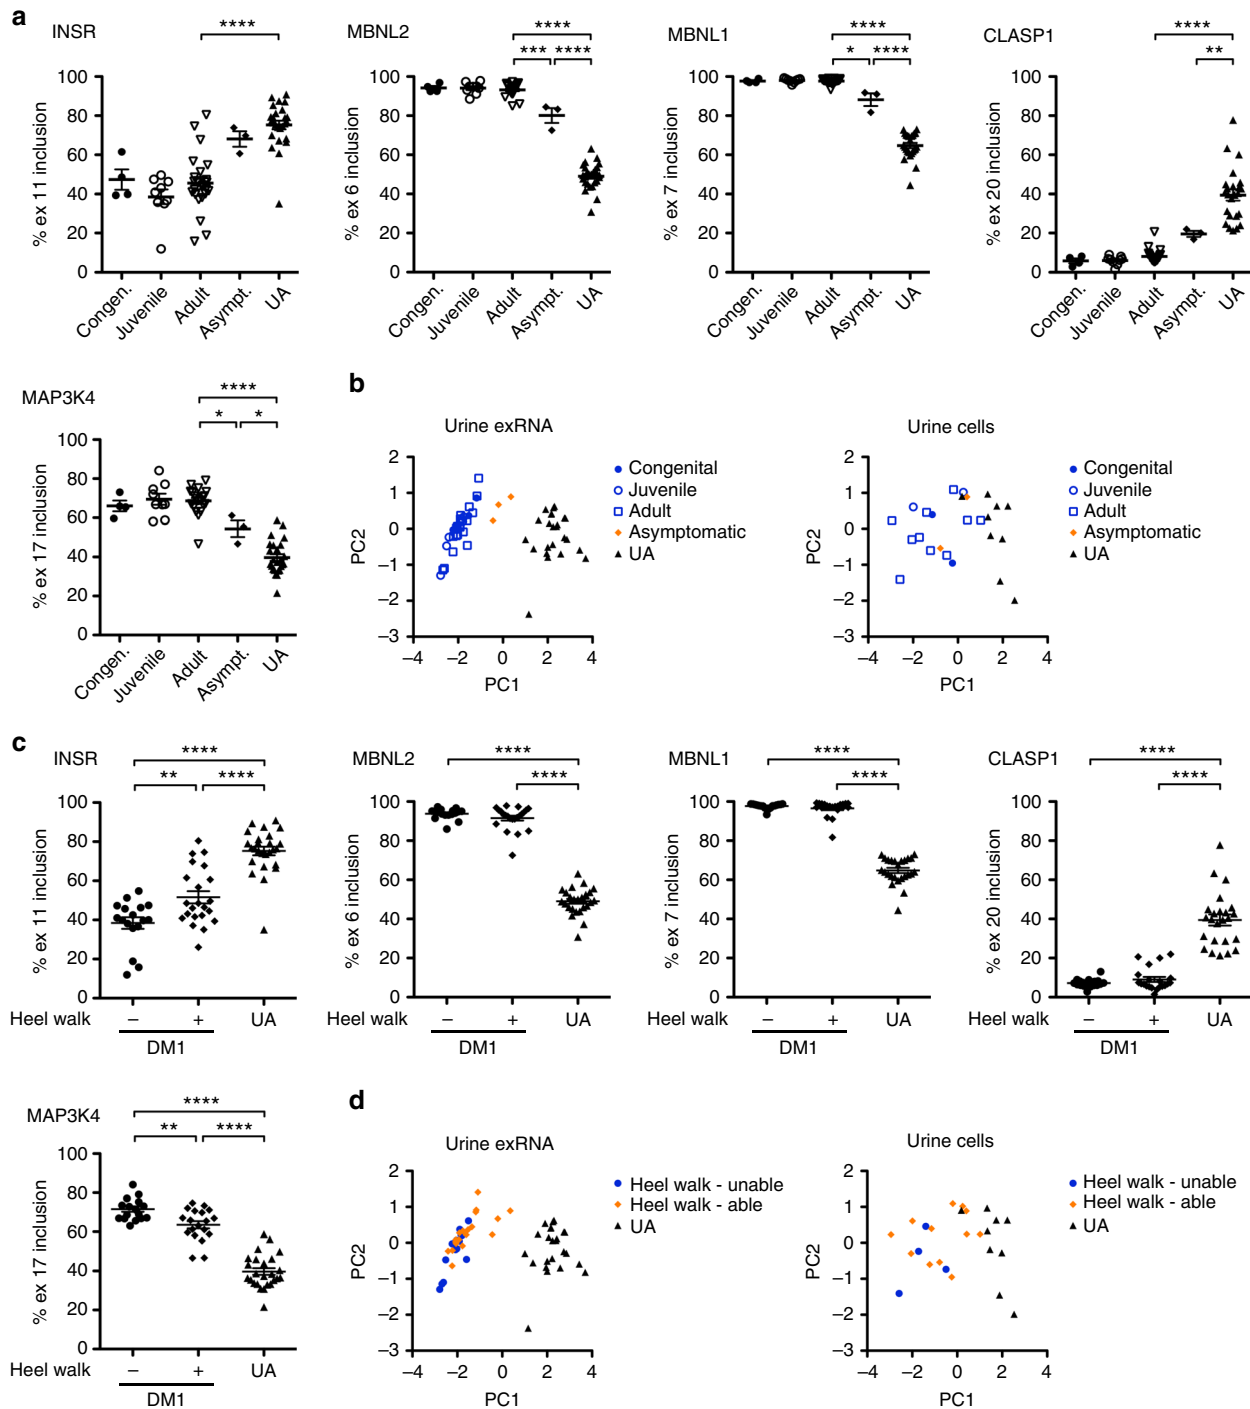 a
INSR
% ex 11 inclusion
100
80
60
40
20
0
Congen.
Juvenile
Adult
Asympt.
UA
****
MBNL2
% ex 6 inclusion
100
80
60
40
20
0
Congen.
Juvenile
Adult
Asympt.
UA
****
*** ****
MBNL1
% ex 7 inclusion
100
80
60
40
20
0
Congen.
Juvenile
Adult
Asympt.
UA
****
* ****
CLASP1
% ex 20 inclusion
100
80
60
40
20
0
Congen.
Juvenile
Adult
Asympt.
UA
****
**
MAP3K4
% ex 17 inclusion
100
80
60
40
20
0
Congen.
Juvenile
Adult
Asympt.
UA
****
* *
b
Urine exRNA
PC2
2
1
0
−1
−2
−3
−4 −2 0 2 4
PC1
Congenital
Juvenile
Adult
Asymptomatic
UA
Urine cells
PC2
2
1
0
−1
−2
−3
−4 −2 0 2 4
PC1
Congenital
Juvenile
Adult
Asymptomatic
UA
c
INSR
% ex 11 inclusion
100
80
60
40
20
0
****
** ****
Heel walk − + UA
DM1
MBNL2
% ex 6 inclusion
100
80
60
40
20
0
****
****
Heel walk − + UA
DM1
MBNL1
% ex 7 inclusion
100
80
60
40
20
0
****
****
Heel walk − + UA
DM1
CLASP1
% ex 20 inclusion
100
80
60
40
20
0
****
****
Heel walk − + UA
DM1
MAP3K4
% ex 17 inclusion
100
80
60
40
20
0
****
** ****
Heel walk − + UA
DM1
d
Urine exRNA
PC2
2
1
0
−1
−2
−3
−4 −2 0 2 4
PC1
Heel walk - unable
Heel walk - able
UA
Urine cells
PC2
2
1
0
−1
−2
−3
−4 −2 0 2 4
PC1
Heel walk - unable
Heel walk - able
UA